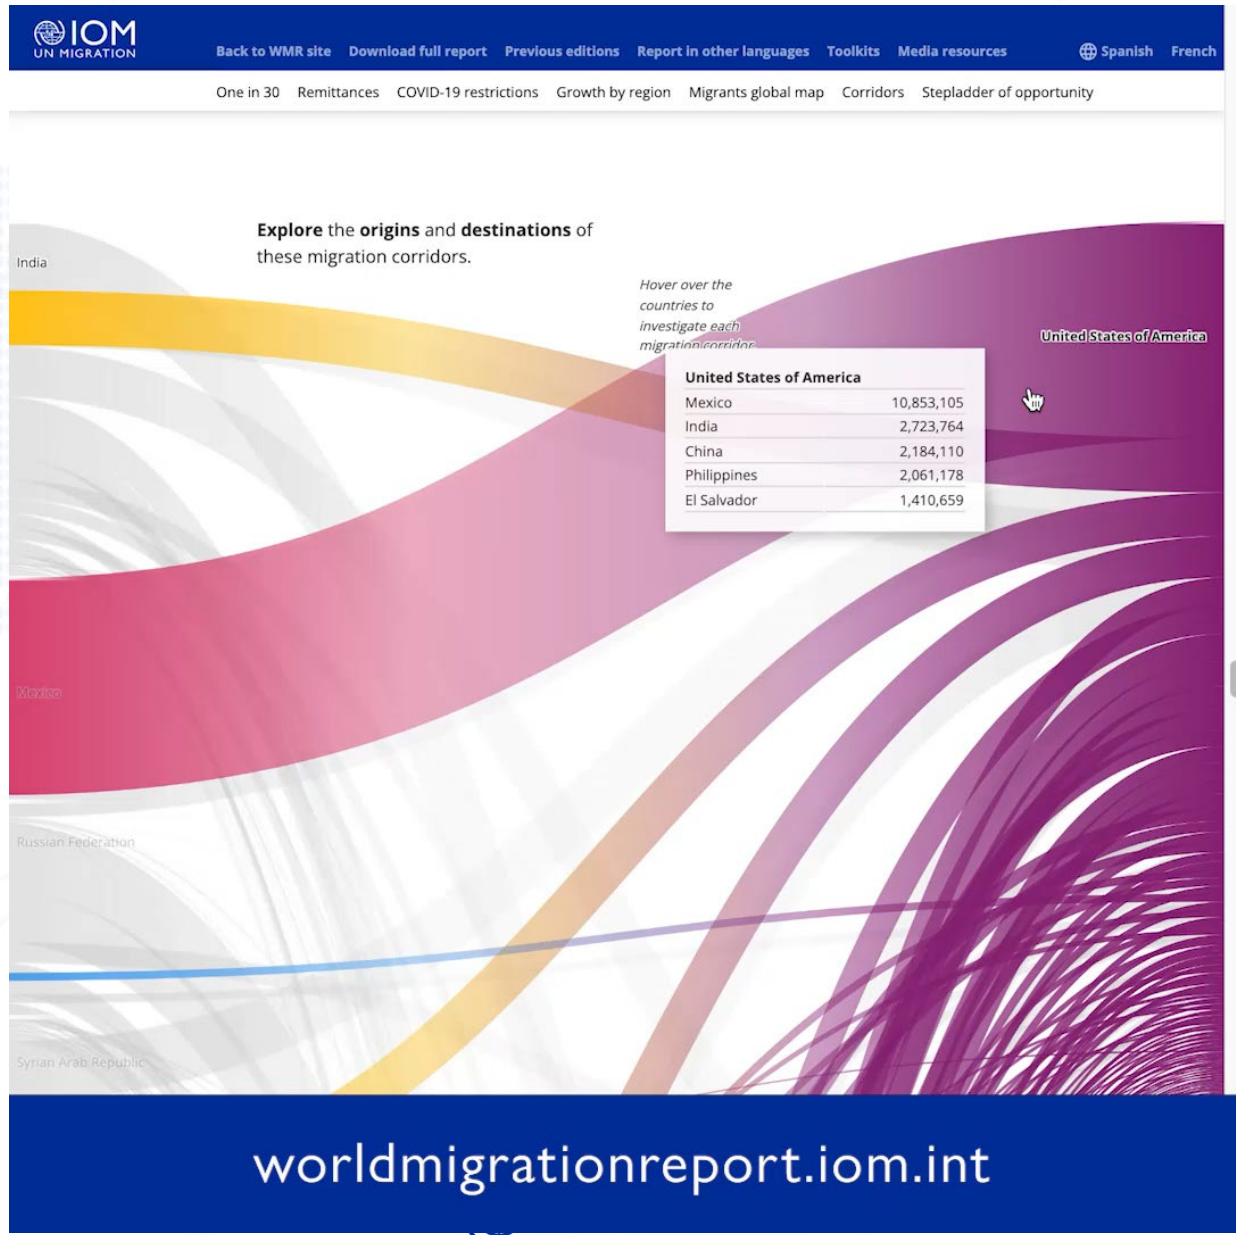 IOM
UN MIGRATION
Back to WMR site Download full report Previous editions Report in other languages Toolkits Media resources Spanish French
One in 30 Remittances COVID-19 restrictions Growth by region Migrants global map Corridors Stepladder of opportunity
Explore the origins and destinations of
these migration corridors.
India
Hover over the
countries to
investigate each
migration corridor
United States of America
United States of America
Mexico 10,853,105
India 2,723,764
China 2,184,110
Philippines 2,061,178
El Salvador 1,410,659
Mexico
Russian Federation
Syrian Arab Republic
worldmigrationreport.iom.int